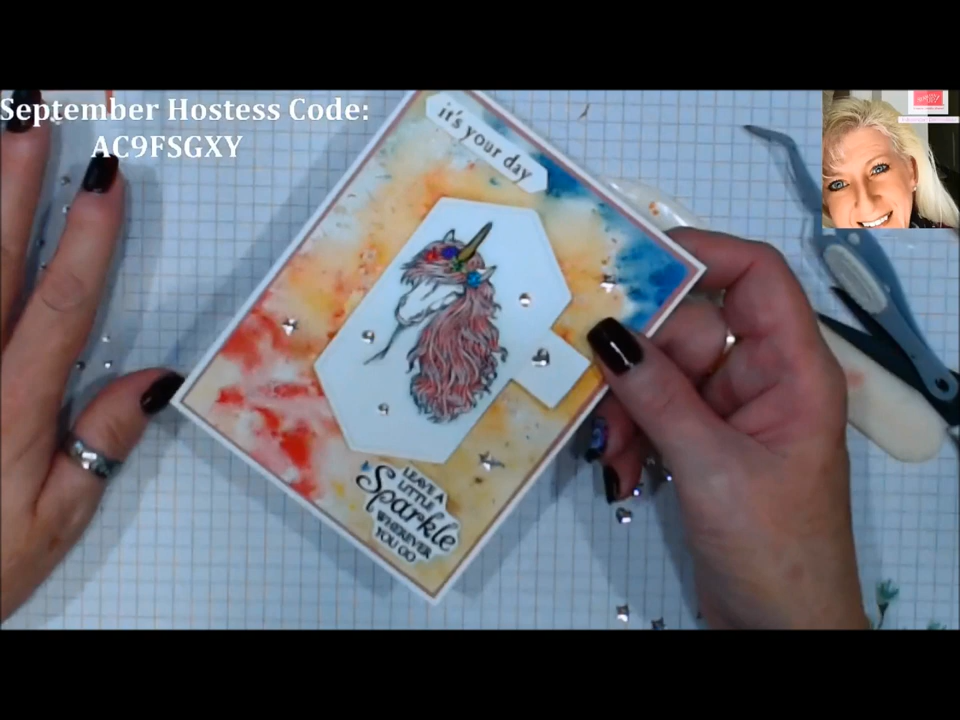 September Hostess Code:
AC9FSGXY
it's your day
LEAVE A
LITTLE
Sparkle
WHEREVER
YOU GO